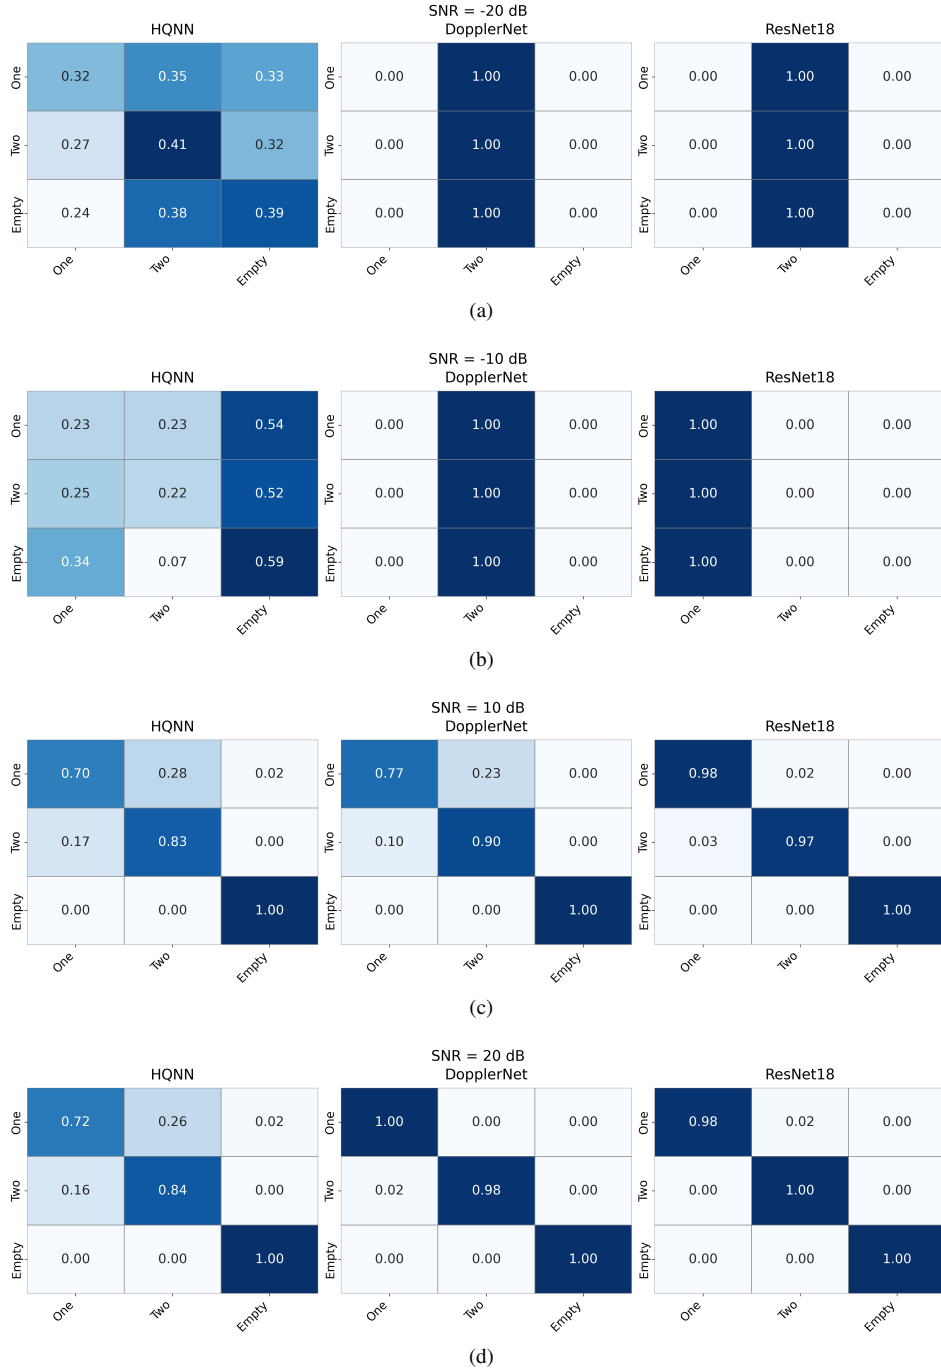 SNR = -20 dB
HQNN DopplerNet ResNet18
One 0.32 0.35 0.33 One 0.00 1.00 0.00 One 0.00 1.00 0.00
Two 0.27 0.41 0.32 Two 0.00 1.00 0.00 Two 0.00 1.00 0.00
Empty 0.24 0.38 0.39 Empty 0.00 1.00 0.00 Empty 0.00 1.00 0.00
One Two Empty One Two Empty One Two Empty
(a)
SNR = -10 dB
HQNN DopplerNet ResNet18
One 0.23 0.23 0.54 One 0.00 1.00 0.00 One 1.00 0.00 0.00
Two 0.25 0.22 0.52 Two 0.00 1.00 0.00 Two 1.00 0.00 0.00
Empty 0.34 0.07 0.59 Empty 0.00 1.00 0.00 Empty 1.00 0.00 0.00
One Two Empty One Two Empty One Two Empty
(b)
SNR = 10 dB
HQNN DopplerNet ResNet18
One 0.70 0.28 0.02 One 0.77 0.23 0.00 One 0.98 0.02 0.00
Two 0.17 0.83 0.00 Two 0.10 0.90 0.00 Two 0.03 0.97 0.00
Empty 0.00 0.00 1.00 Empty 0.00 0.00 1.00 Empty 0.00 0.00 1.00
One Two Empty One Two Empty One Two Empty
(c)
SNR = 20 dB
HQNN DopplerNet ResNet18
One 0.72 0.26 0.02 One 1.00 0.00 0.00 One 0.98 0.02 0.00
Two 0.16 0.84 0.00 Two 0.02 0.98 0.00 Two 0.00 1.00 0.00
Empty 0.00 0.00 1.00 Empty 0.00 0.00 1.00 Empty 0.00 0.00 1.00
One Two Empty One Two Empty One Two Empty
(d)